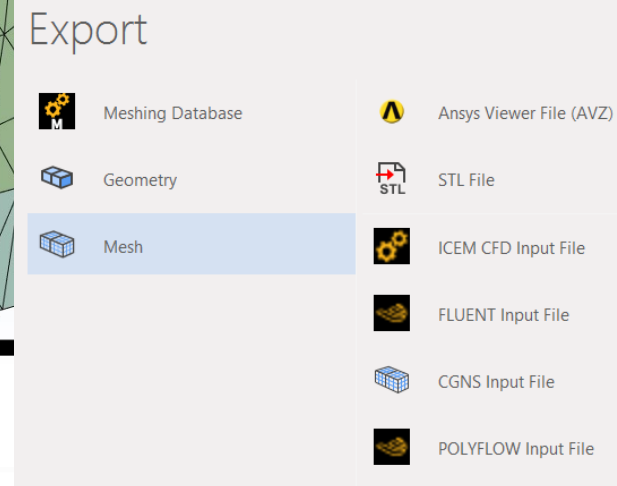 Export
M
Meshing Database
Geometry
Mesh
Ansys Viewer File (AVZ)
STL
STL File
ICEM CFD Input File
FLUENT Input File
CGNS Input File
POLYFLOW Input File